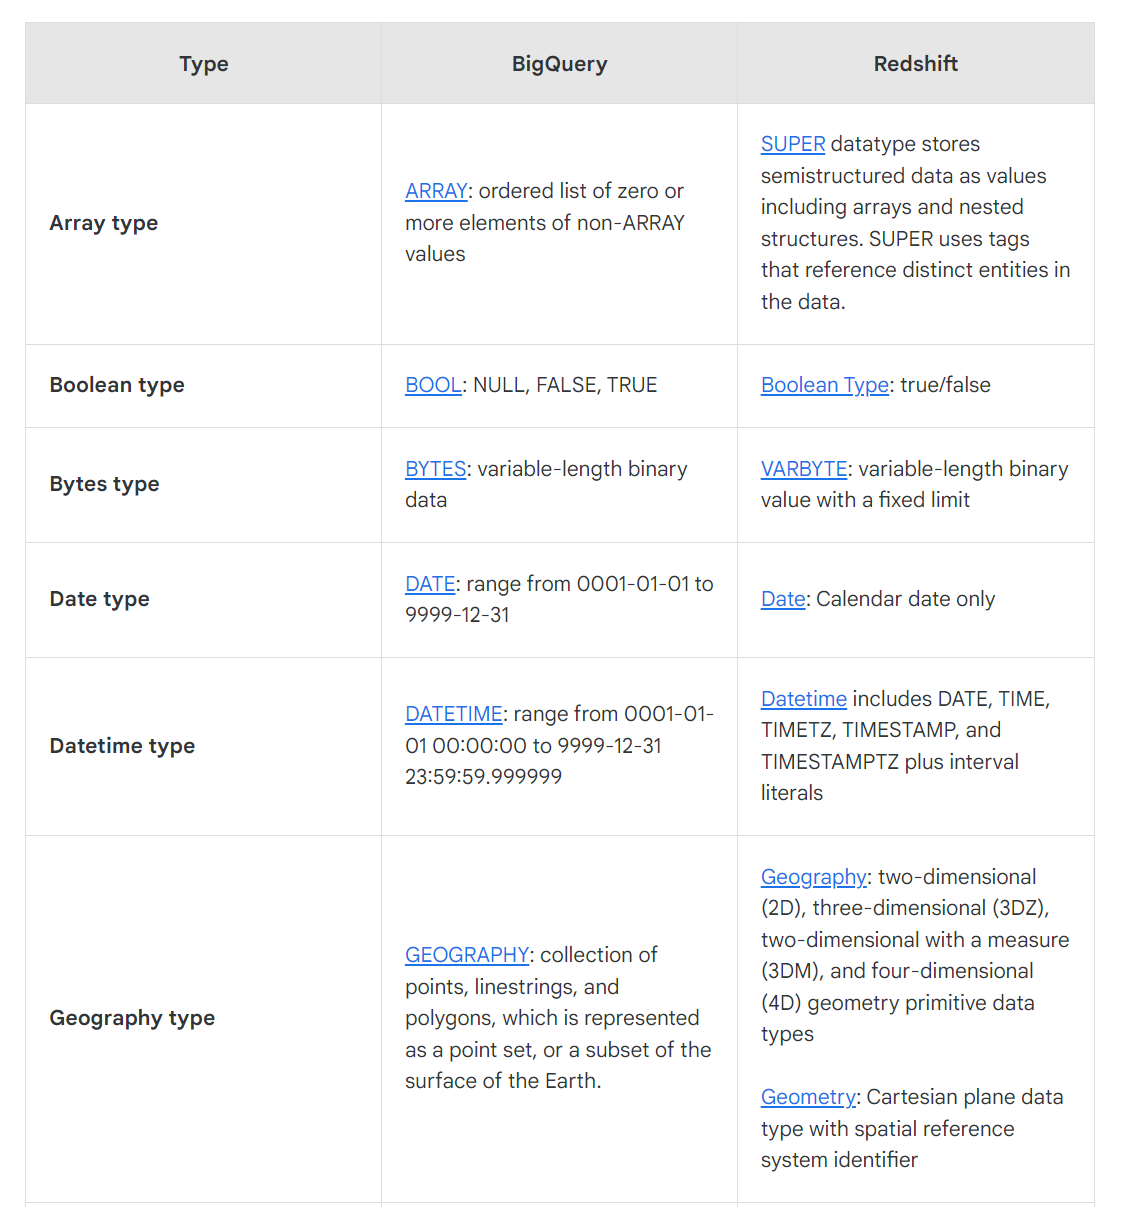 Type
BigQuery
Redshift
Array type
ARRAY: ordered list of zero or
more elements of non-ARRAY
values
SUPER datatype stores
semistructured data as values
including arrays and nested
structures. SUPER uses tags
that reference distinct entities in
the data.
Boolean type
BOOL: NULL, FALSE, TRUE
Boolean Type: true/false
Bytes type
BYTES: variable-length binary
data
VARBYTE: variable-length binary
value with a fixed limit
Date type
DATE: range from 0001-01-01 to
9999-12-31
Date: Calendar date only
Datetime type
DATETIME: range from 0001-01-
01 00:00:00 to 9999-12-31
23:59:59.999999
Datetime includes DATE, TIME,
TIMETZ, TIMESTAMP, and
TIMESTAMPTZ plus interval
literals
Geography type
GEOGRAPHY: collection of
points, linestrings, and
polygons, which is represented
as a point set, or a subset of the
surface of the Earth.
Geography: two-dimensional
(2D), three-dimensional (3DZ),
two-dimensional with a measure
(3DM), and four-dimensional
(4D) geometry primitive data
types
Geometry: Cartesian plane data
type with spatial reference
system identifier